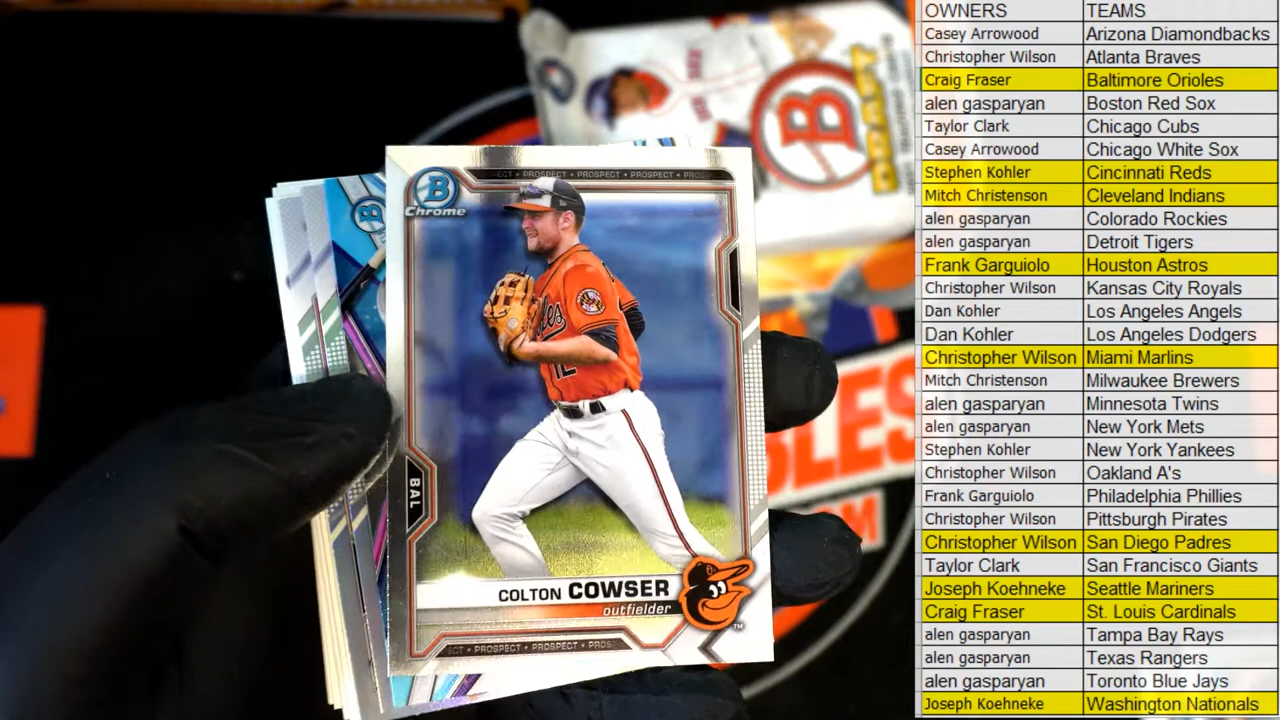 OWNERS TEAMS
Casey Arrowood Arizona Diamondbacks
Christopher Wilson Atlanta Braves
Craig Fraser Baltimore Orioles
alen gasparyan Boston Red Sox
Taylor Clark Chicago Cubs
Casey Arrowood Chicago White Sox
Stephen Kohler Cincinnati Reds
Mitch Christenson Cleveland Indians
alen gasparyan Colorado Rockies
alen gasparyan Detroit Tigers
Frank Garguiolo Houston Astros
Christopher Wilson Kansas City Royals
Dan Kohler Los Angeles Angels
Dan Kohler Los Angeles Dodgers
Christopher Wilson Miami Marlins
Mitch Christenson Milwaukee Brewers
alen gasparyan Minnesota Twins
alen gasparyan New York Mets
Stephen Kohler New York Yankees
Christopher Wilson Oakland A's
Frank Garguiolo Philadelphia Phillies
Christopher Wilson Pittsburgh Pirates
Christopher Wilson San Diego Padres
Taylor Clark San Francisco Giants
Joseph Koehneke Seattle Mariners
Craig Fraser St. Louis Cardinals
alen gasparyan Tampa Bay Rays
alen gasparyan Texas Rangers
alen gasparyan Toronto Blue Jays
Joseph Koehneke Washington Nationals
PROSPECT • PROSPECT • PROSPECT
B
Chrome
12
BAL
COLTON COWSER
outfielder
TM
PROSPECT • PROSPECT
B